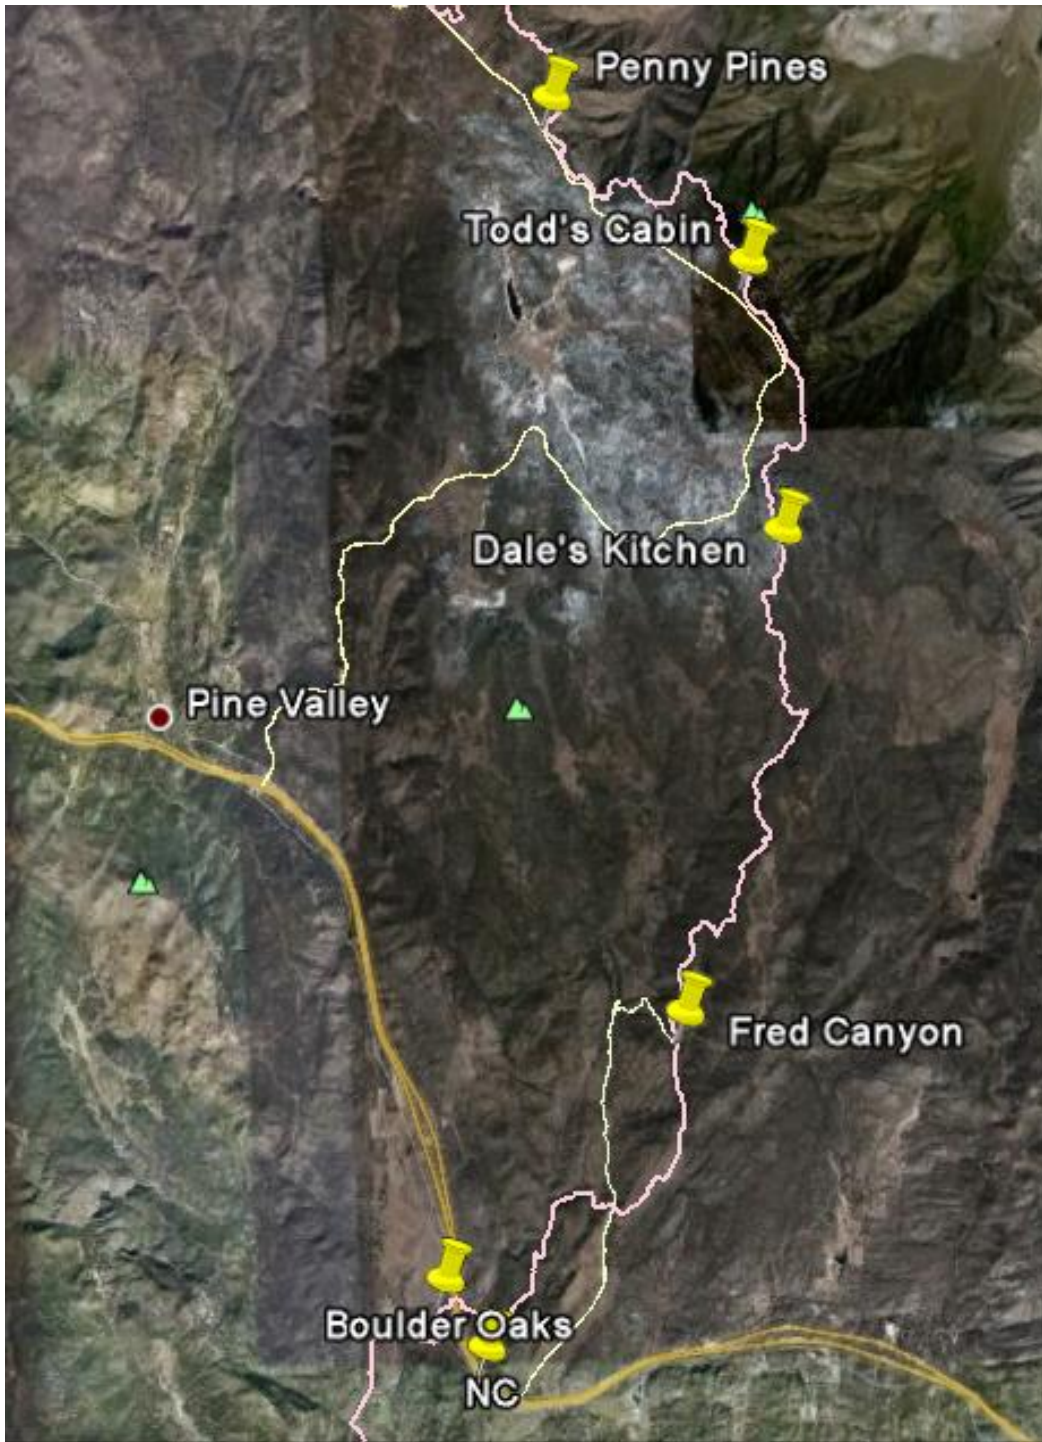 Penny Pines
Todd's Cabin
Dale's Kitchen
Pine Valley
Fred Canyon
Boulder Oaks
NC